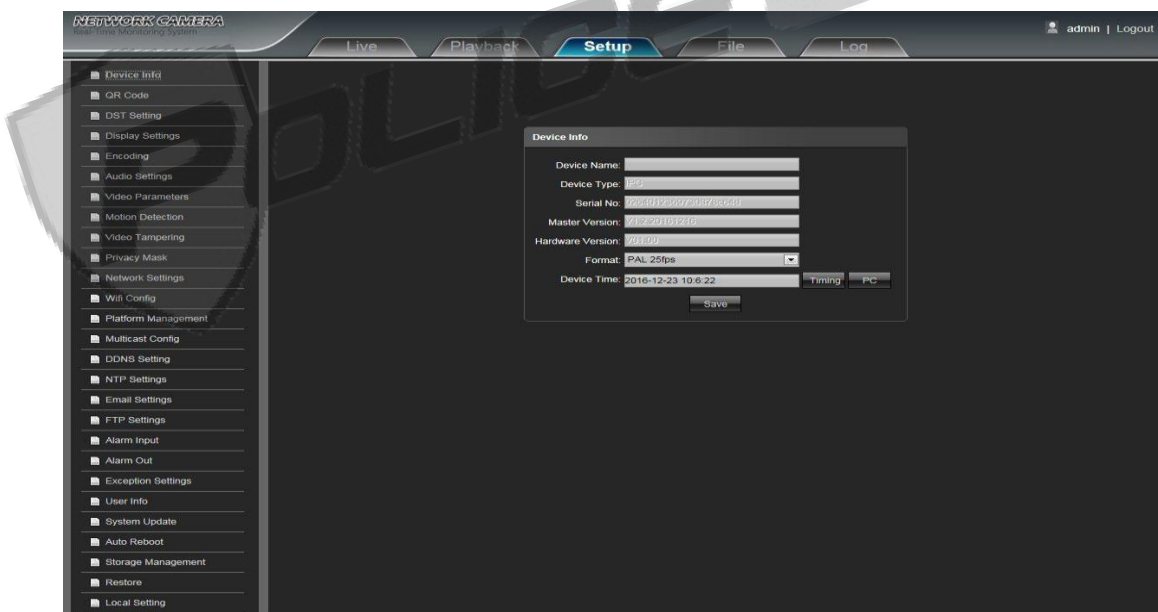 NETWORK CAMERA
Real-Time Monitoring System
Live
Playback
Setup
File
Log
admin | Logout
POLICE
Device Info
QR Code
DST Setting
Display Settings
Encoding
Audio Settings
Video Parameters
Motion Detection
Video Tampering
Privacy Mask
Network Settings
Wifi Config
Platform Management
Multicast Config
DDNS Setting
NTP Settings
Email Settings
FTP Settings
Alarm Input
Alarm Out
Exception Settings
User Info
System Update
Auto Reboot
Storage Management
Restore
Local Setting
Device Info
Device Name:
Device Type: IPC
Serial No:
Master Version:
Hardware Version:
Format: PAL 25fps
Device Time: 2016-12-23 10:6:22 Timing PC
Save